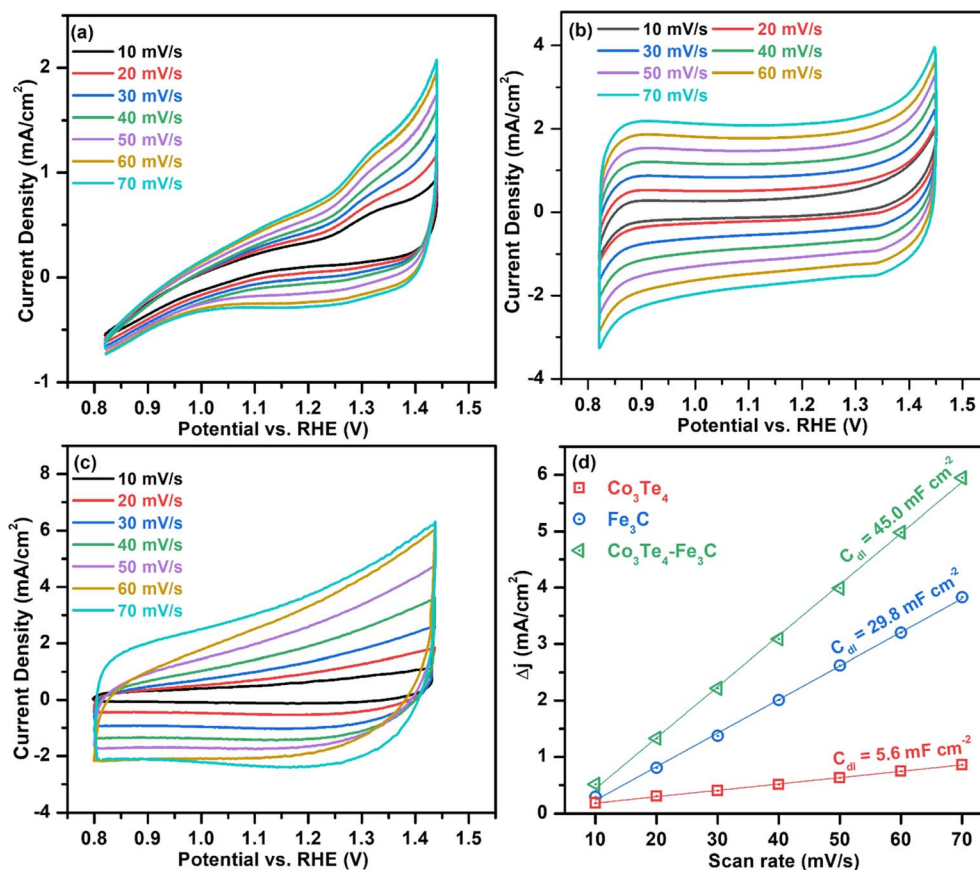 (a)
10 mV/s
20 mV/s
30 mV/s
40 mV/s
50 mV/s
60 mV/s
70 mV/s
2
1
0
-1
Current Density (mA/cm²)
0.8 0.9 1.0 1.1 1.2 1.3 1.4 1.5
Potential vs. RHE (V)
(b)
10 mV/s 20 mV/s
30 mV/s 40 mV/s
50 mV/s 60 mV/s
70 mV/s
4
2
0
-2
-4
Current Density (mA/cm²)
0.8 0.9 1.0 1.1 1.2 1.3 1.4 1.5
Potential vs. RHE (V)
(c)
10 mV/s
20 mV/s
30 mV/s
40 mV/s
50 mV/s
60 mV/s
70 mV/s
8
6
4
2
0
-2
-4
Current Density (mA/cm²)
0.8 0.9 1.0 1.1 1.2 1.3 1.4 1.5
Potential vs. RHE (V)
(d)
Co₃Te₄
Fe₃C
Co₃Te₄-Fe₃C
C_dl = 45.0 mF cm⁻²
C_dl = 29.8 mF cm⁻²
C_dl = 5.6 mF cm⁻²
6
5
4
3
2
1
0
Δj (mA/cm²)
10 20 30 40 50 60 70
Scan rate (mV/s)